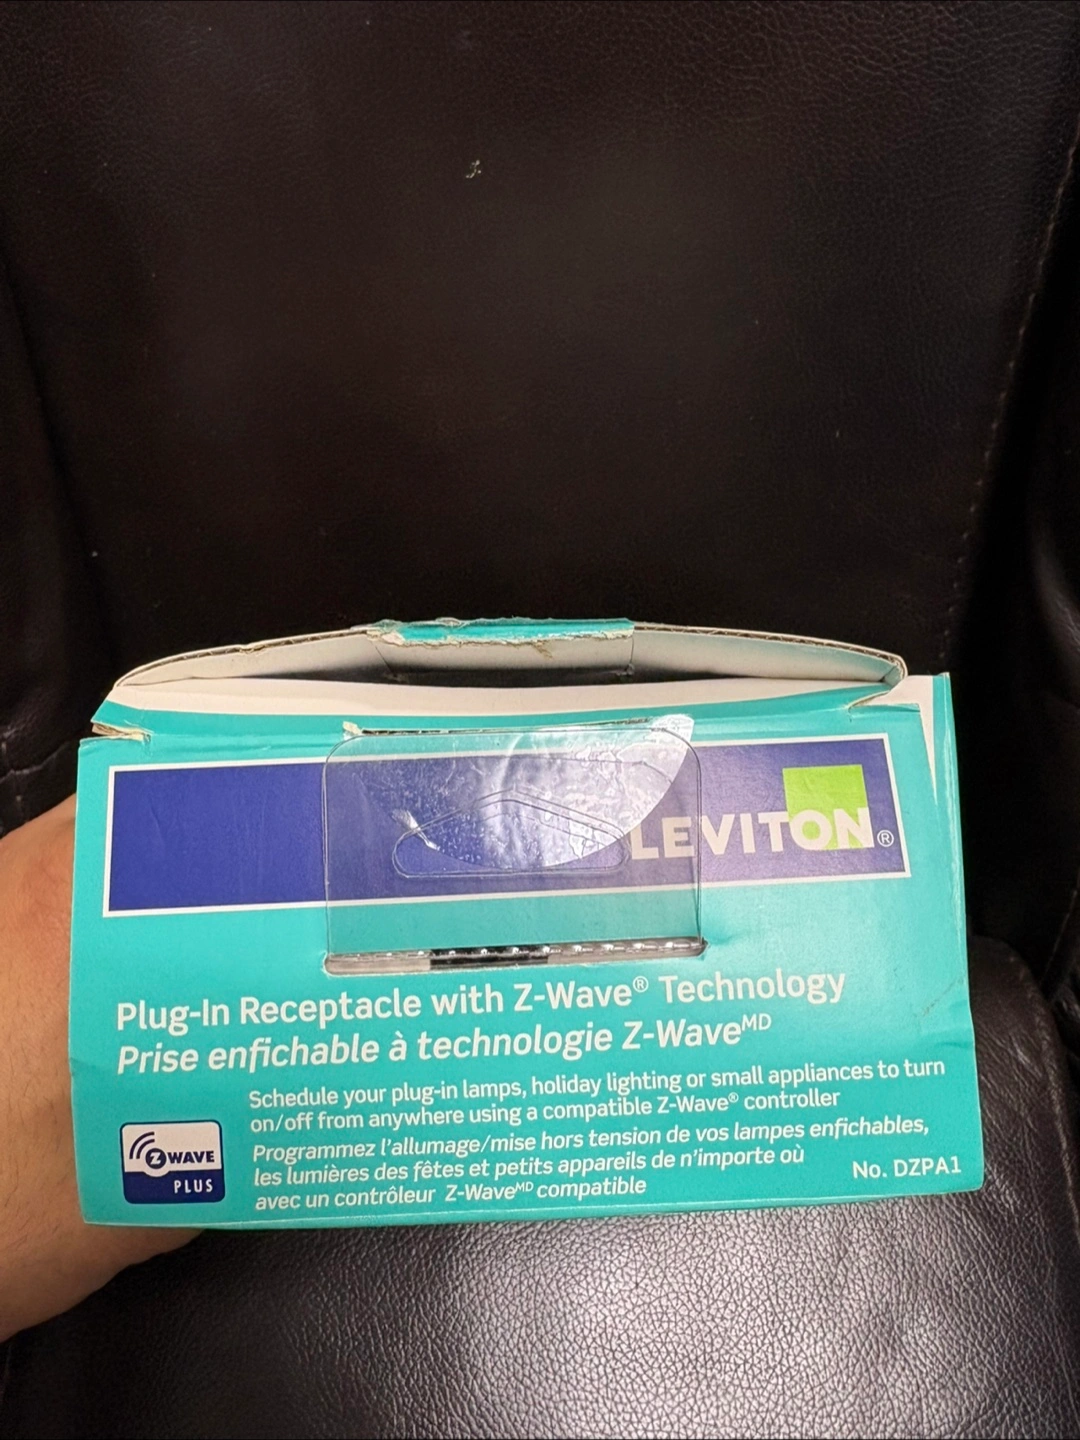 LEVITON®
Plug-In Receptacle with Z-Wave® Technology
Prise enfichable à technologie Z-Waveᴹᴰ
Schedule your plug-in lamps, holiday lighting or small appliances to turn
on/off from anywhere using a compatible Z-Wave® controller
Programmez l'allumage/mise hors tension de vos lampes enfichables,
les lumières des fêtes et petits appareils de n'importe où
avec un contrôleur Z-Waveᴹᴰ compatible
Z WAVE
PLUS
No. DZPA1